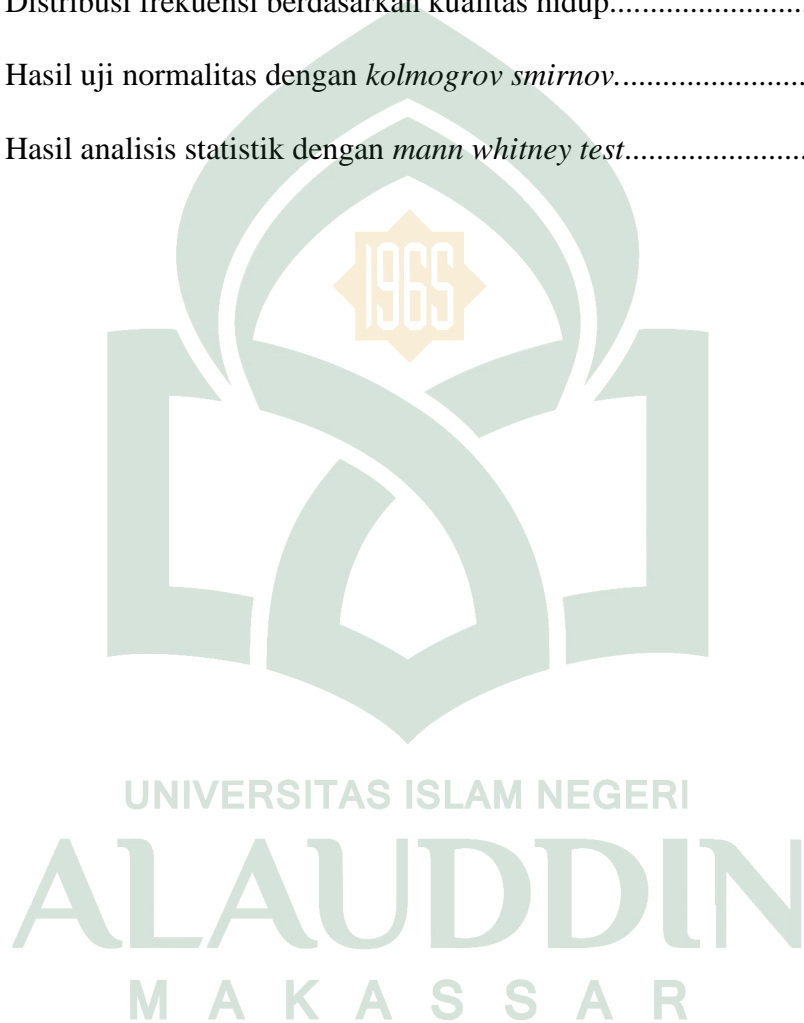 Distribusi frekuensi berdasarkan kualitas hidup.......................
Hasil uji normalitas dengan kolmogrov smirnov........................
Hasil analisis statistik dengan mann whitney test......................
1965
UNIVERSITAS ISLAM NEGERI
ALAUDDIN
MAKASSAR